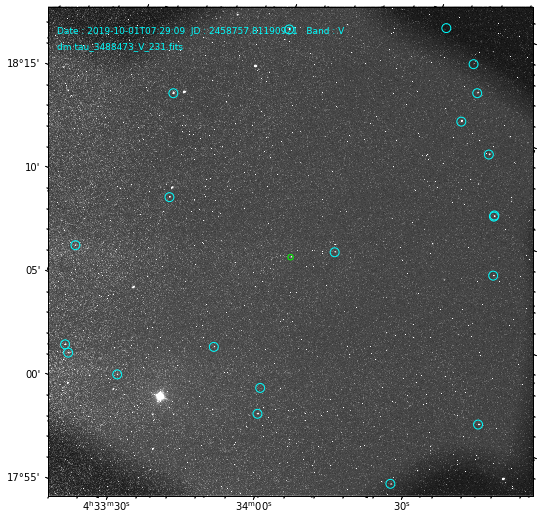 Date : 2019-10-01T07:29:09 JD : 2458757.81190991 Band : V
dm tau_3488473_V_231.fits
18°15'
10'
05'
00'
17°55'
4ʰ33ᵐ30ˢ 34ᵐ00ˢ 30ˢ